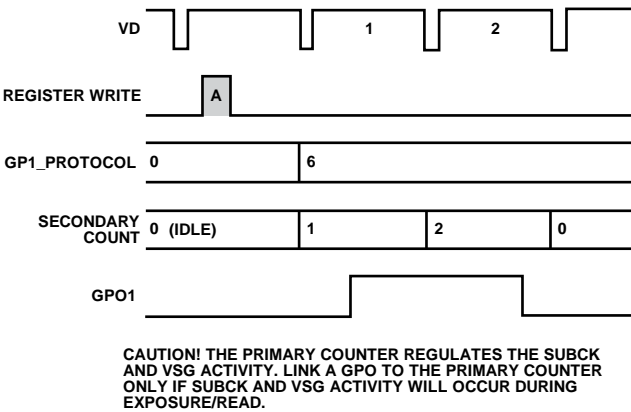 VD 1 2
REGISTER WRITE A
GP1_PROTOCOL 0 6
SECONDARY
COUNT 0 (IDLE) 1 2 0
GPO1
CAUTION! THE PRIMARY COUNTER REGULATES THE SUBCK
AND VSG ACTIVITY. LINK A GPO TO THE PRIMARY COUNTER
ONLY IF SUBCK AND VSG ACTIVITY WILL OCCUR DURING
EXPOSURE/READ.